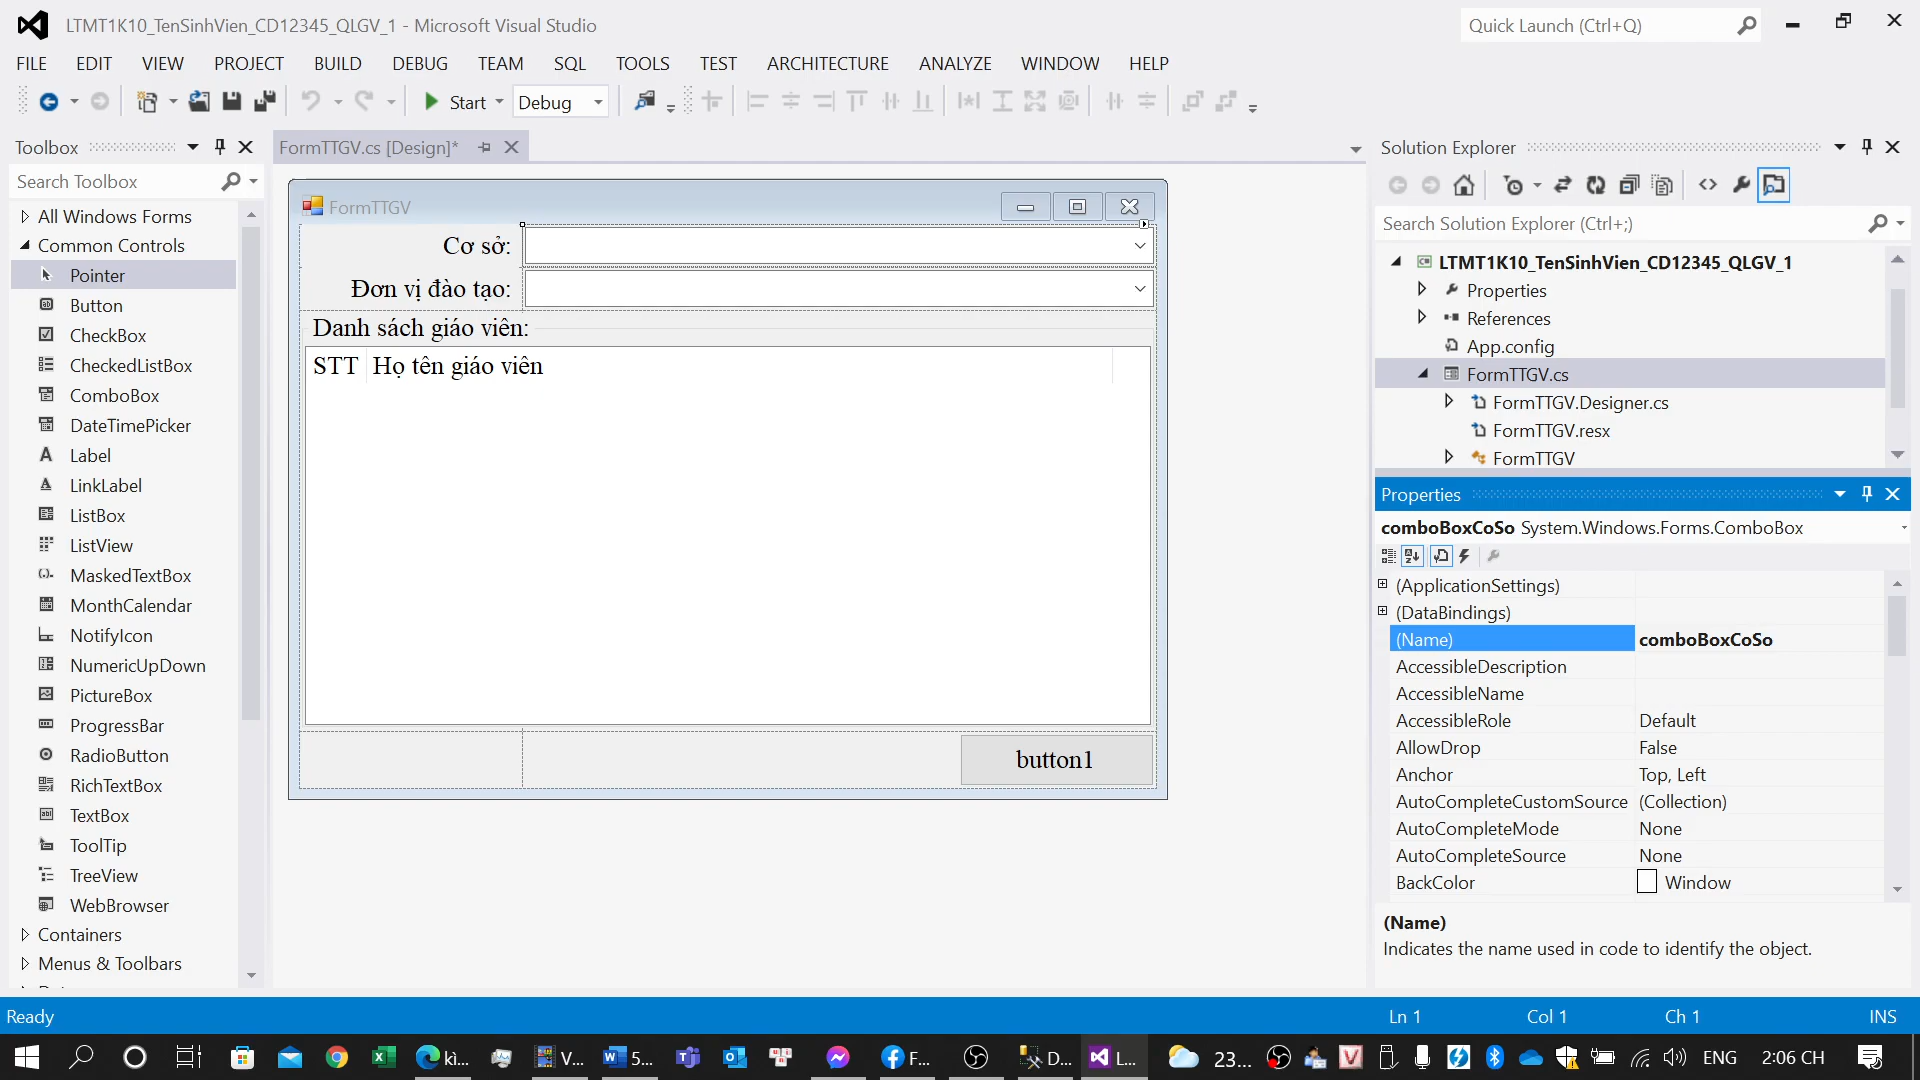 LTMT1K10_TenSinhVien_CD12345_QLGV_1 - Microsoft Visual Studio
Quick Launch (Ctrl+Q)
FILE EDIT VIEW PROJECT BUILD DEBUG TEAM SQL TOOLS TEST ARCHITECTURE ANALYZE WINDOW HELP
Start Debug
Toolbox
Search Toolbox
All Windows Forms
Common Controls
Pointer
Button
CheckBox
CheckedListBox
ComboBox
DateTimePicker
Label
LinkLabel
ListBox
ListView
MaskedTextBox
MonthCalendar
NotifyIcon
NumericUpDown
PictureBox
ProgressBar
RadioButton
RichTextBox
TextBox
ToolTip
TreeView
WebBrowser
Containers
Menus & Toolbars
FormTTGV.cs [Design]*
FormTTGV
Cơ sở:
Đơn vị đào tạo:
Danh sách giáo viên:
STT Họ tên giáo viên
button1
Solution Explorer
Search Solution Explorer (Ctrl+;)
LTMT1K10_TenSinhVien_CD12345_QLGV_1
Properties
References
App.config
FormTTGV.cs
FormTTGV.Designer.cs
FormTTGV.resx
FormTTGV
Properties
comboBoxCoSo System.Windows.Forms.ComboBox
(ApplicationSettings)
(DataBindings)
(Name) comboBoxCoSo
AccessibleDescription
AccessibleName
AccessibleRole Default
AllowDrop False
Anchor Top, Left
AutoCompleteCustomSource (Collection)
AutoCompleteMode None
AutoCompleteSource None
BackColor Window
(Name)
Indicates the name used in code to identify the object.
Ready Ln 1 Col 1 Ch 1 INS
kì... V... 5... F... D... L... 23... ENG 2:06 CH